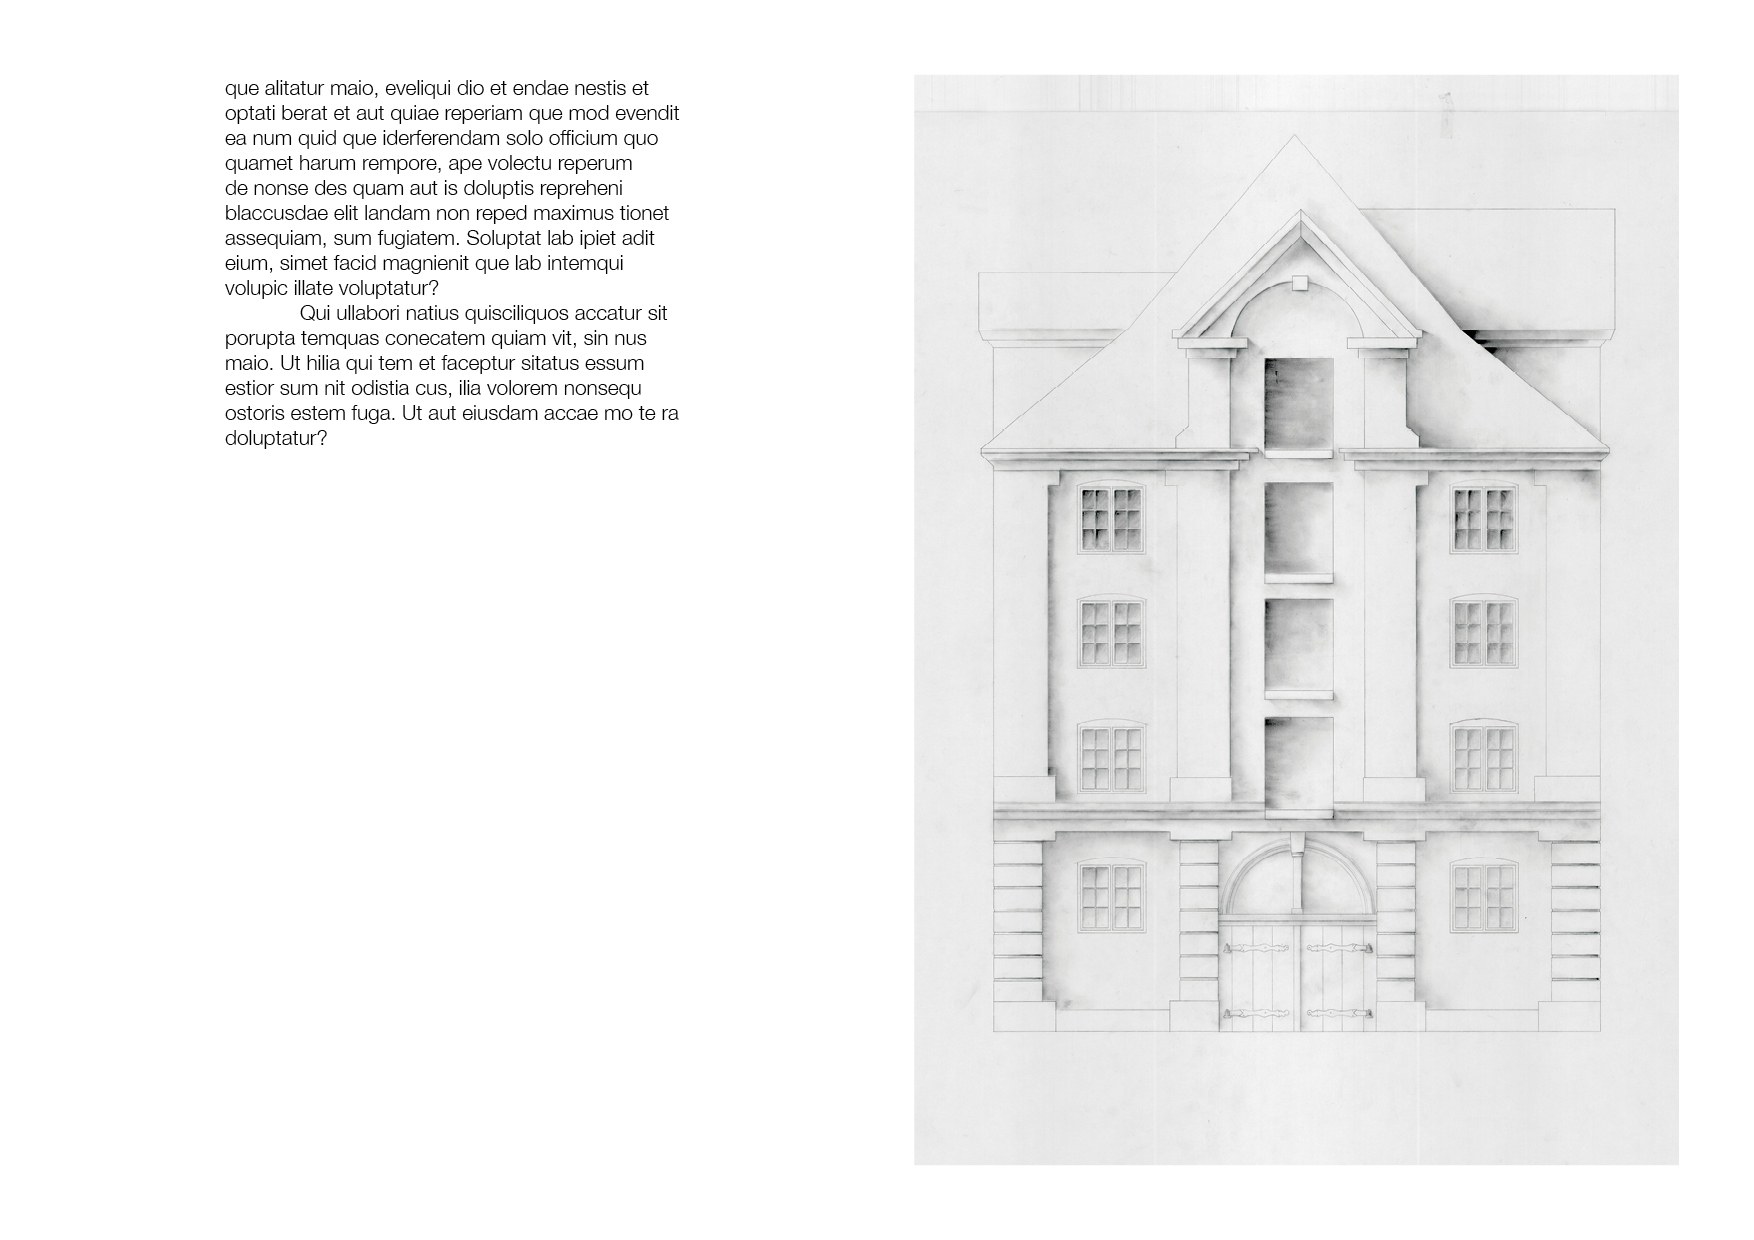 que alitatur maio, eveliqui dio et endae nestis et
optati berat et aut quiae reperiam que mod evendit
ea num quid que iderferendam solo officium quo
quamet harum rempore, ape volectu reperum
de nonse des quam aut is doluptis repreheni
blaccusdae elit landam non reped maximus tionet
assequiam, sum fugiatem. Soluptat lab ipiet adit
eium, simet facid magnienit que lab intemqui
volupic illate voluptatur?
Qui ullabori natius quisciliquos accatur sit
porupta temquas conecatem quiam vit, sin nus
maio. Ut hilia qui tem et faceptur sitatus essum
estior sum nit odistia cus, ilia volorem nonsequ
ostoris estem fuga. Ut aut eiusdam accae mo te ra
doluptatur?